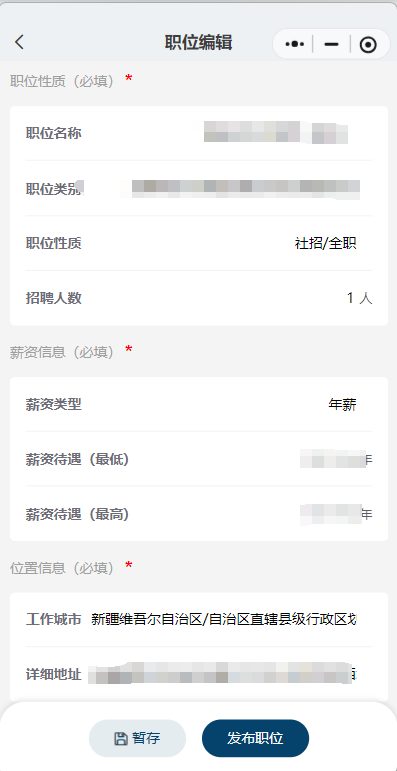 职位编辑
职位性质（必填） *
职位名称
职位类别
职位性质 社招/全职
招聘人数 1 人
薪资信息（必填） *
薪资类型 年薪
薪资待遇（最低） 年
薪资待遇（最高） 年
位置信息（必填） *
工作城市 新疆维吾尔自治区/自治区直辖县级行政区划
详细地址
暂存 发布职位